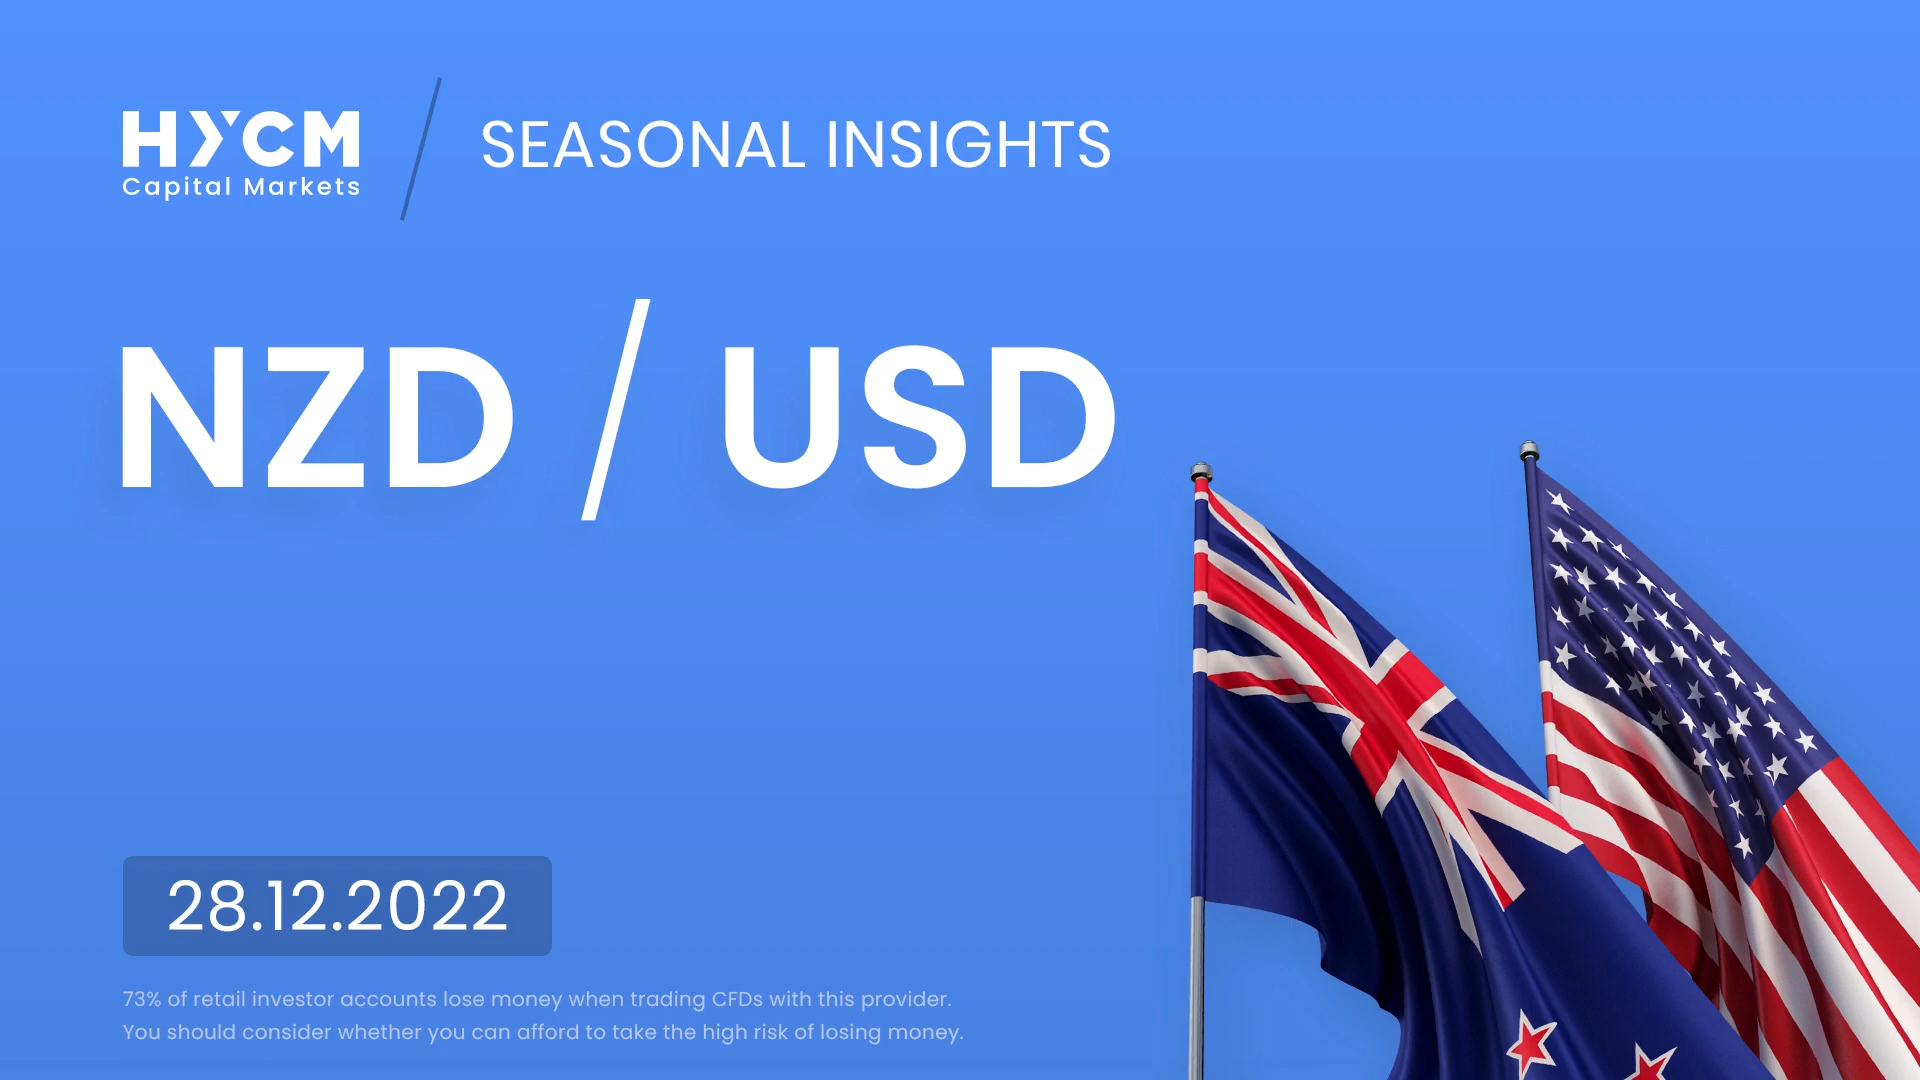 HYCM
Capital Markets
SEASONAL INSIGHTS
NZD / USD
28.12.2022
73% of retail investor accounts lose money when trading CFDs with this provider.
You should consider whether you can afford to take the high risk of losing money.